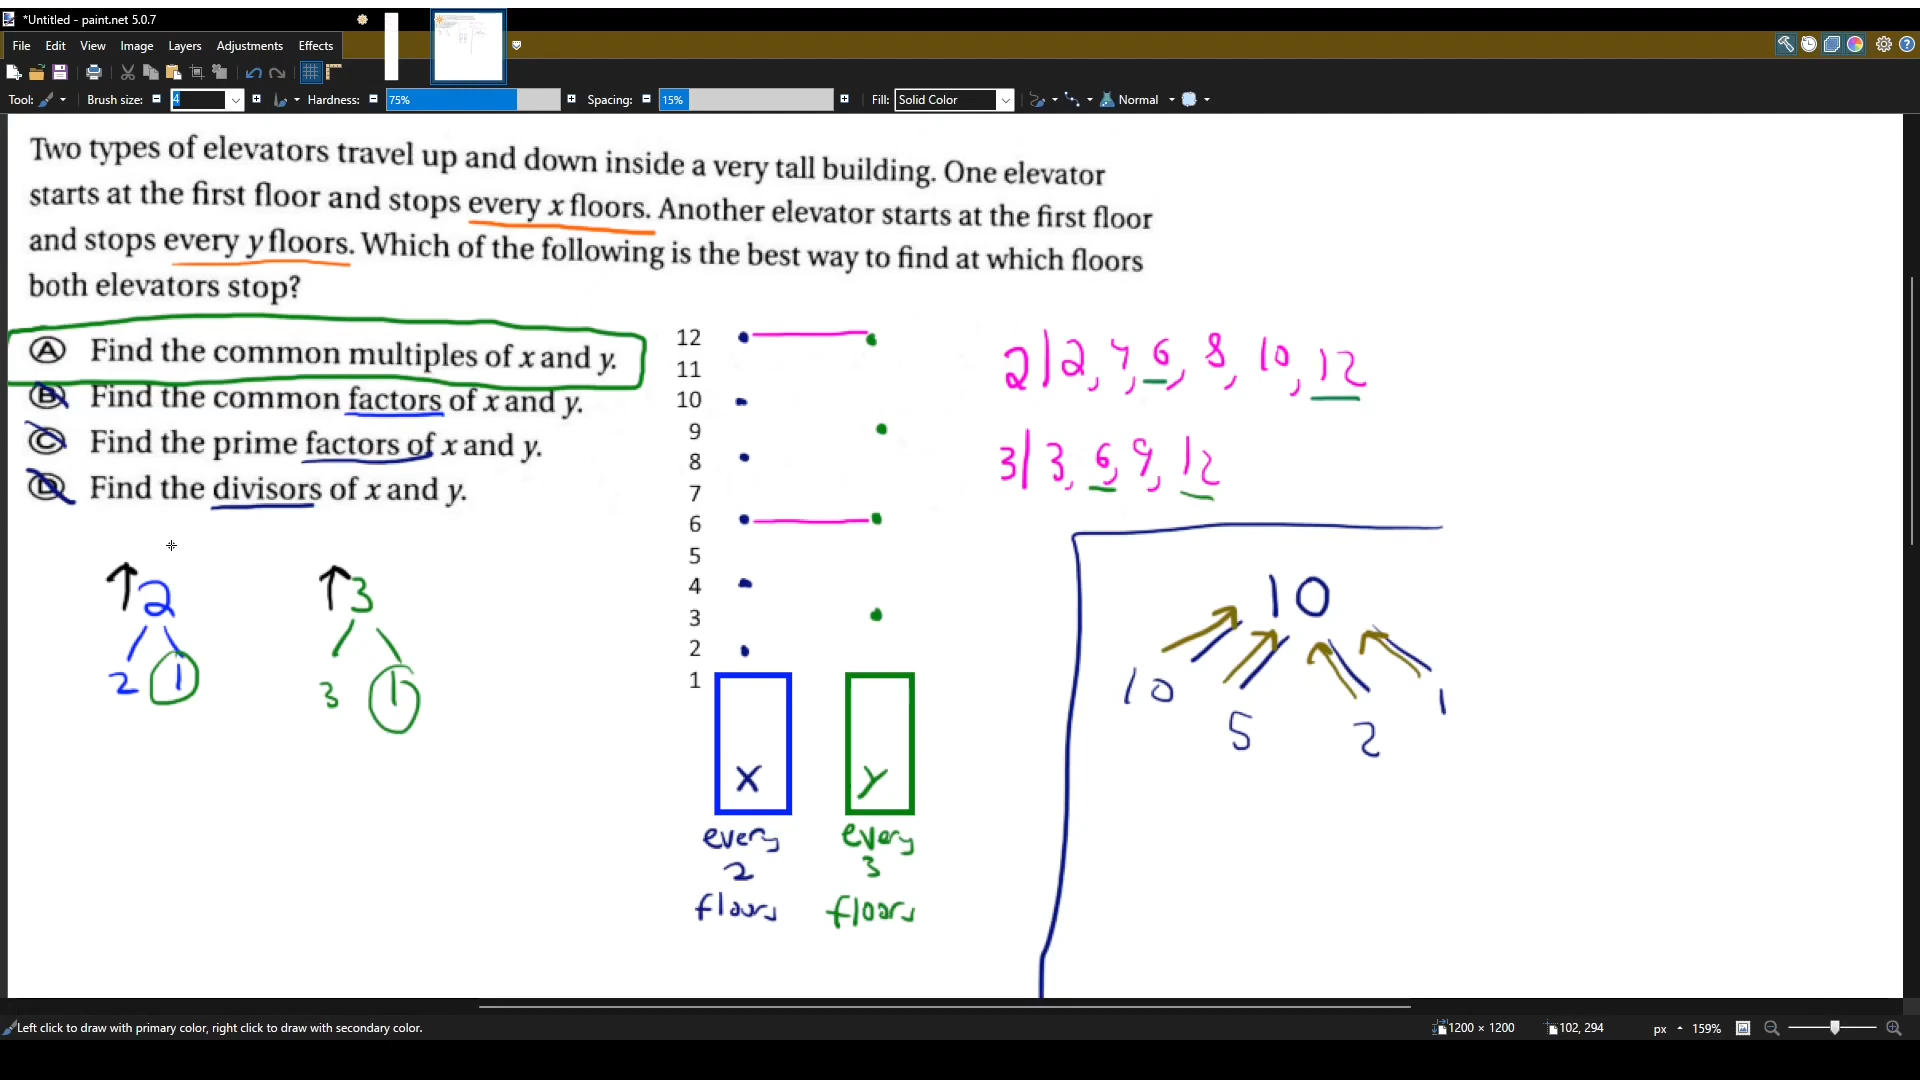 *Untitled - paint.net 5.0.7
File Edit View Image Layers Adjustments Effects
Tool: Brush size: 4 Hardness: 75% Spacing: 15% Fill: Solid Color Normal
Two types of elevators travel up and down inside a very tall building. One elevator
starts at the first floor and stops every x floors. Another elevator starts at the first floor
and stops every y floors. Which of the following is the best way to find at which floors
both elevators stop?
A Find the common multiples of x and y.
B Find the common factors of x and y.
C Find the prime factors of x and y.
D Find the divisors of x and y.
12
11
10
9
8
7
6
5
4
3
2
1
2| 2, 4, 6, 8, 10, 12
3| 3, 6, 9, 12
2
2 1
3
3 1
x y
every every
2 3
floors floors
10
10 5 2 1
Left click to draw with primary color, right click to draw with secondary color.
1200 × 1200 102, 294 px 159%